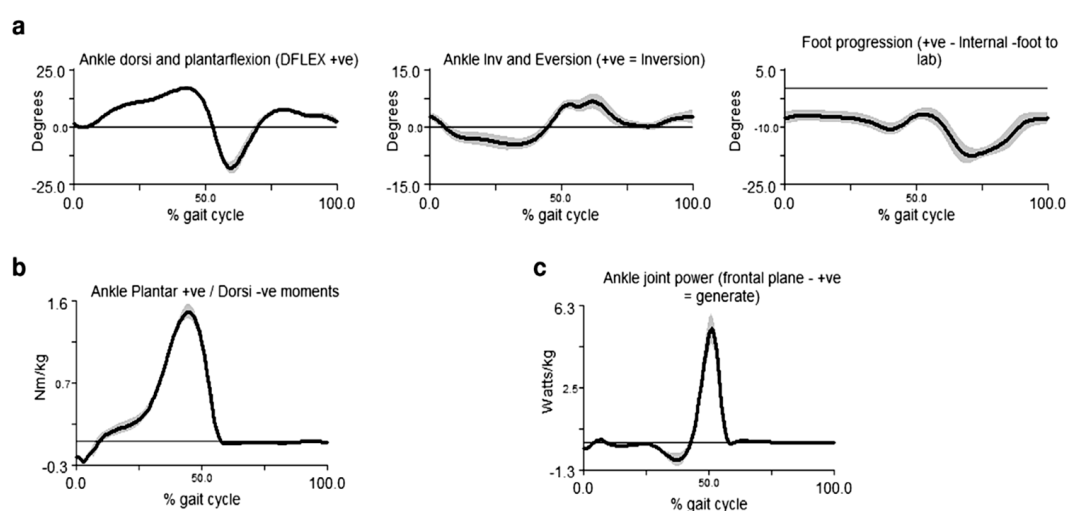 a
Ankle dorsi and plantarflexion (DFLEX +ve)
25.0
Degrees
0.0
-25.0
0.0
50.0
100.0
% gait cycle
Ankle Inv and Eversion (+ve = Inversion)
15.0
Degrees
0.0
-15.0
0.0
50.0
100.0
% gait cycle
Foot progression (+ve - Internal -foot to
lab)
5.0
Degrees
-10.0
-25.0
0.0
50.0
100.0
% gait cycle
b
Ankle Plantar +ve / Dorsi -ve moments
1.6
Nm/kg
0.7
-0.3
0.0
50.0
100.0
% gait cycle
c
Ankle joint power (frontal plane - +ve
= generate)
6.3
Watts/kg
2.5
-1.3
0.0
50.0
100.0
% gait cycle